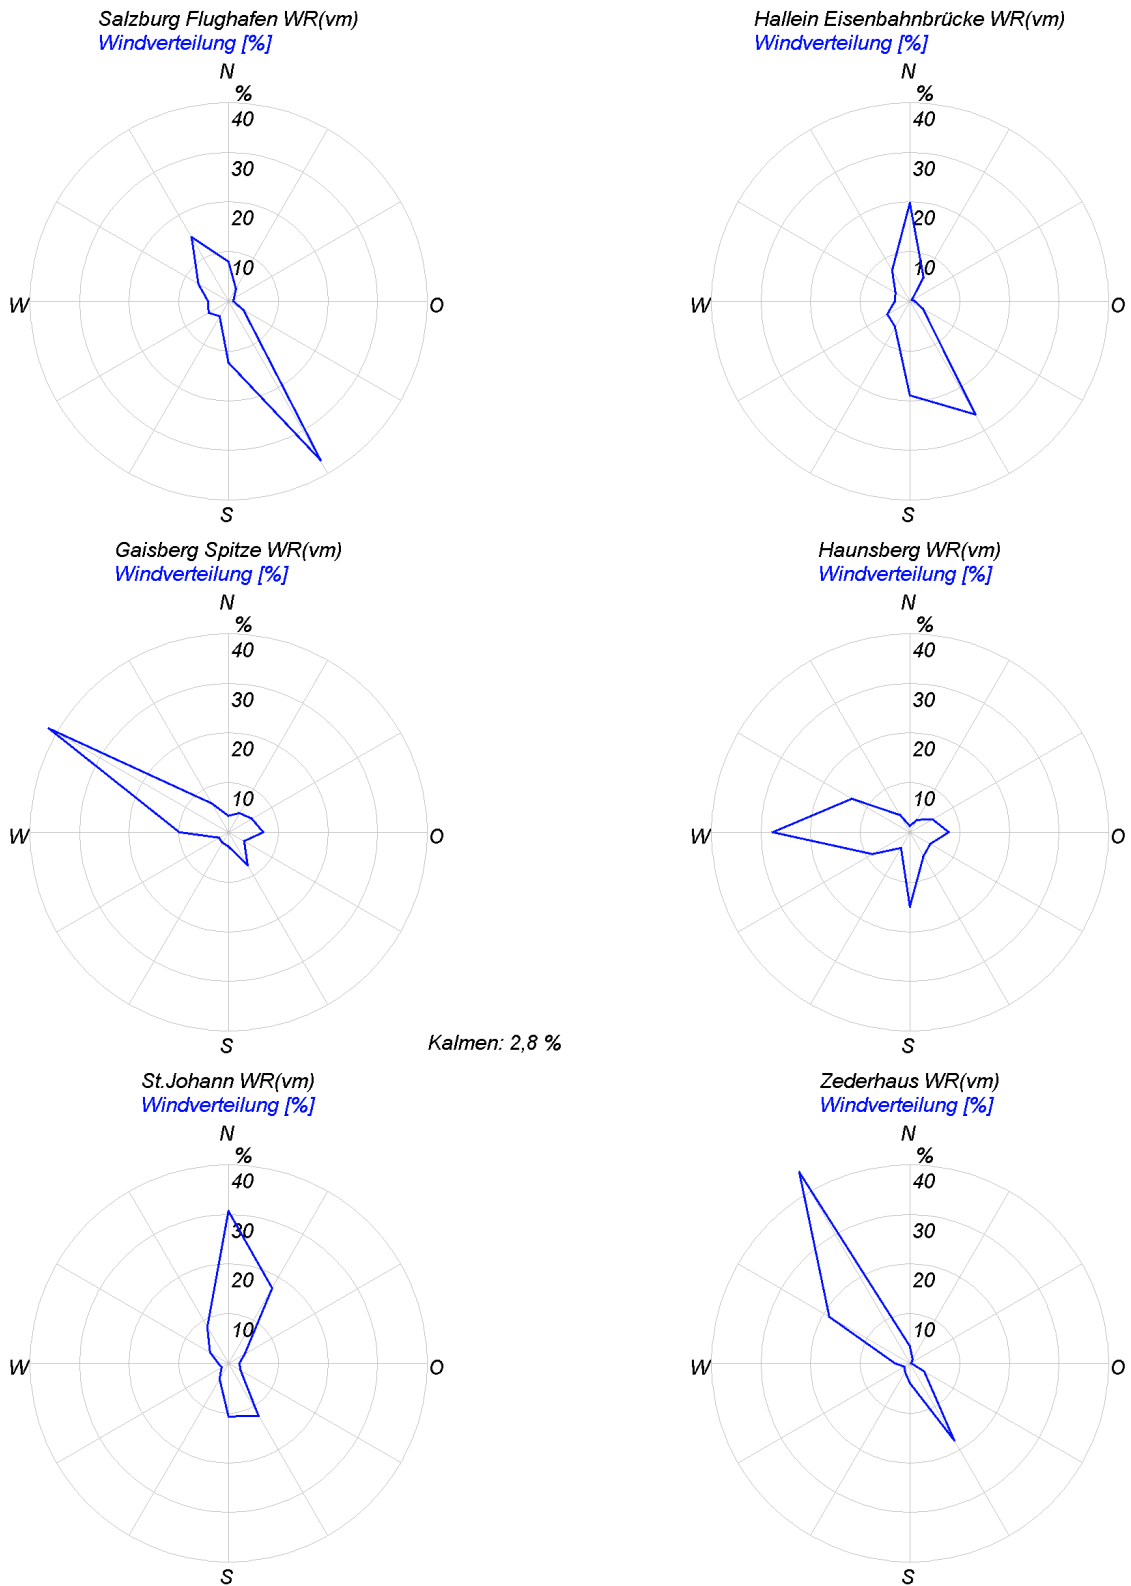 Salzburg Flughafen WR(vm)
Windverteilung [%]
N
%
40
30
20
10
W
O
S
Hallein Eisenbahnbrücke WR(vm)
Windverteilung [%]
N
%
40
30
20
10
W
O
S
Gaisberg Spitze WR(vm)
Windverteilung [%]
N
%
40
30
20
10
W
O
S
Kalmen: 2,8 %
Haunsberg WR(vm)
Windverteilung [%]
N
%
40
30
20
10
W
O
S
St.Johann WR(vm)
Windverteilung [%]
N
%
40
30
20
10
W
O
S
Zederhaus WR(vm)
Windverteilung [%]
N
%
40
30
20
10
W
O
S